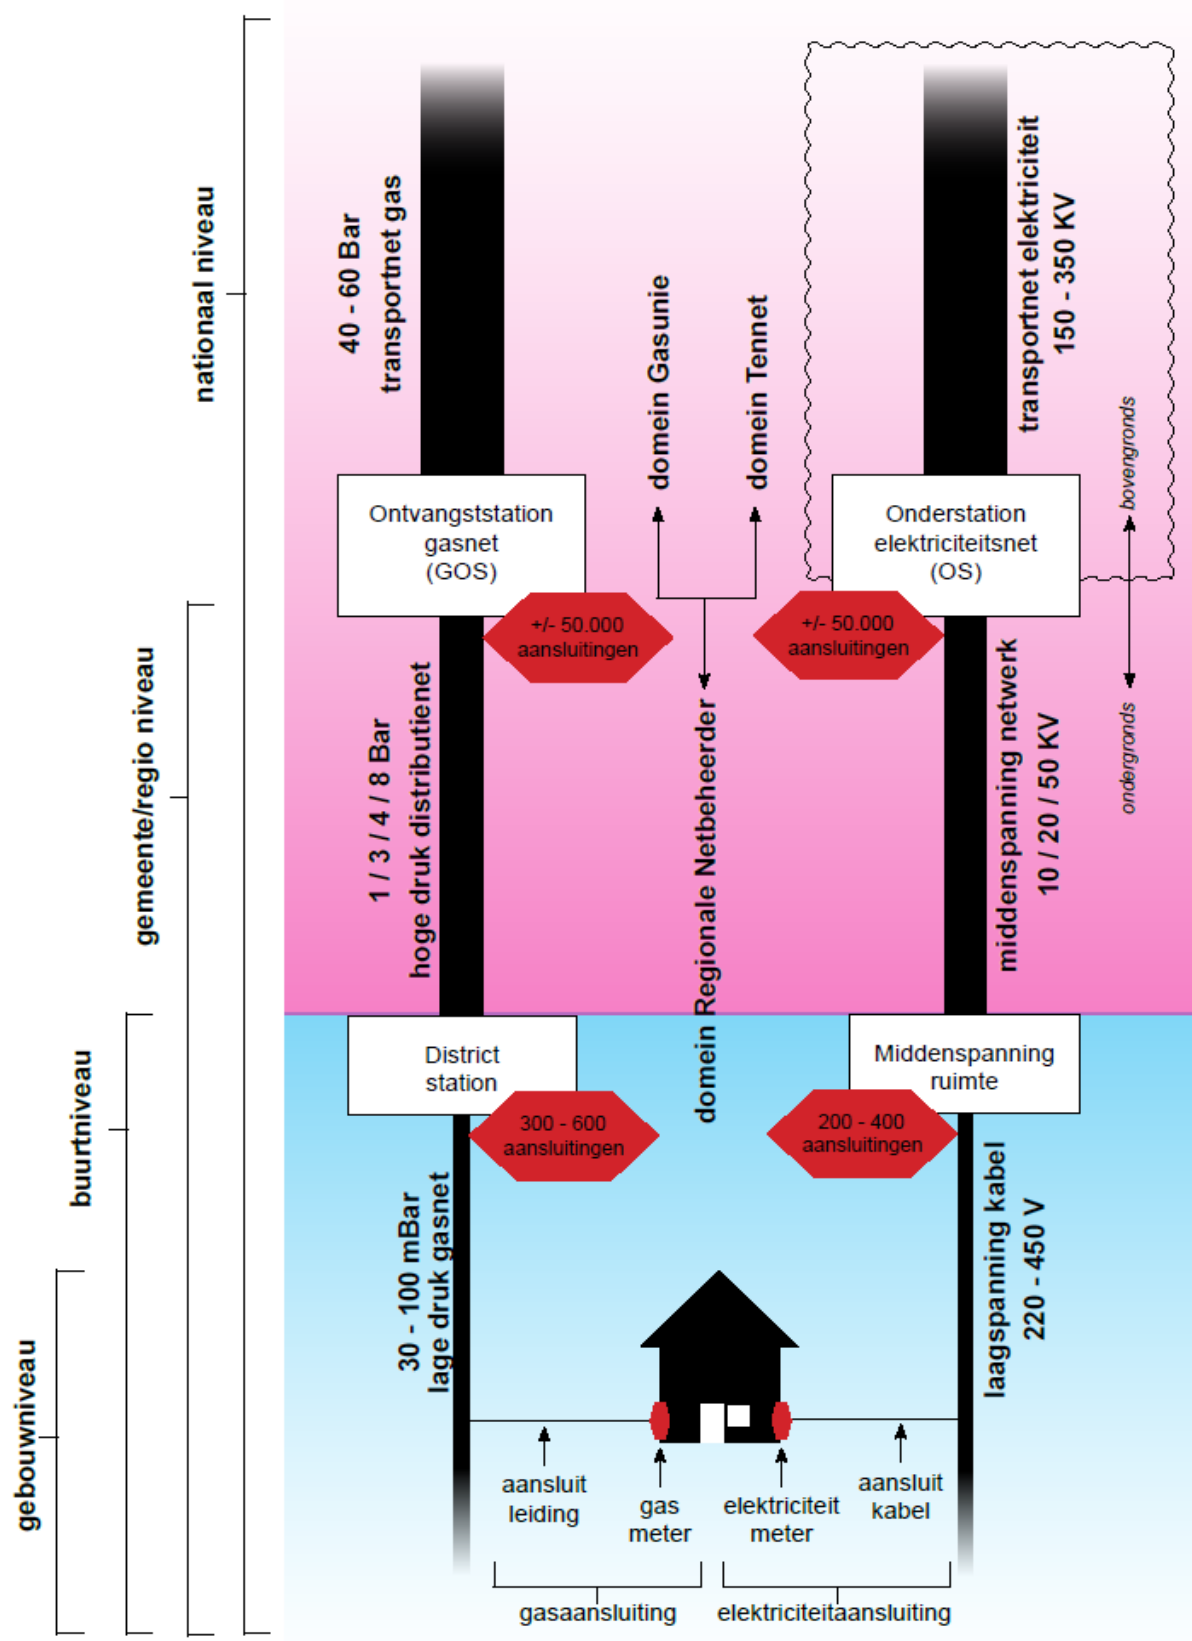 nationaal niveau
gemeente/regio niveau
buurtniveau
gebouwniveau
40 - 60 Bar
transportnet gas
domein Gasunie
domein Tennet
transportnet elektriciteit
150 - 350 KV
bovengronds
ondergronds
Ontvangststation
gasnet
(GOS)
Onderstation
elektriciteitsnet
(OS)
+/- 50.000
aansluitingen
+/- 50.000
aansluitingen
1 / 3 / 4 / 8 Bar
hoge druk distributienet
domein Regionale Netbeheerder
middenspanning netwerk
10 / 20 / 50 KV
District
station
Middenspanning
ruimte
300 - 600
aansluitingen
200 - 400
aansluitingen
30 - 100 mBar
lage druk gasnet
laagspanning kabel
220 - 450 V
aansluit
leiding
gas
meter
elektriciteit
meter
aansluit
kabel
gasaansluiting
elektriciteitaansluiting